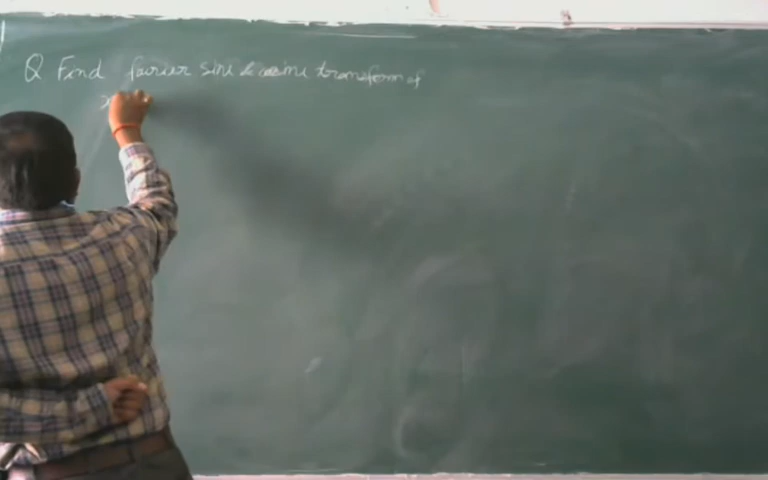 Q Find fourier sine & cosine transform of
x